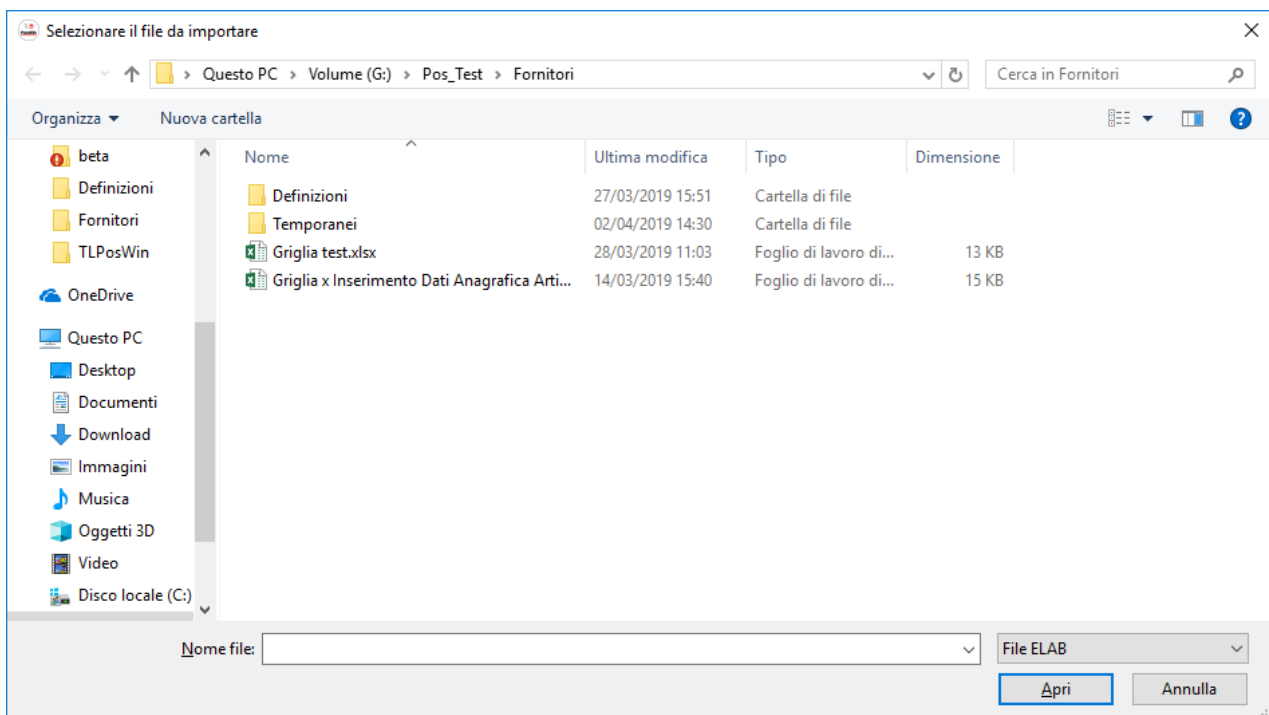 Selezionare il file da importare
Questo PC > Volume (G:) > Pos_Test > Fornitori
Cerca in Fornitori
Organizza
Nuova cartella
beta
Definizioni
Fornitori
TLPosWin
OneDrive
Questo PC
Desktop
Documenti
Download
Immagini
Musica
Oggetti 3D
Video
Disco locale (C:)
Nome Ultima modifica Tipo Dimensione
Definizioni 27/03/2019 15:51 Cartella di file
Temporanei 02/04/2019 14:30 Cartella di file
Griglia test.xlsx 28/03/2019 11:03 Foglio di lavoro di... 13 KB
Griglia x Inserimento Dati Anagrafica Arti... 14/03/2019 15:40 Foglio di lavoro di... 15 KB
Nome file:
File ELAB
Apri
Annulla